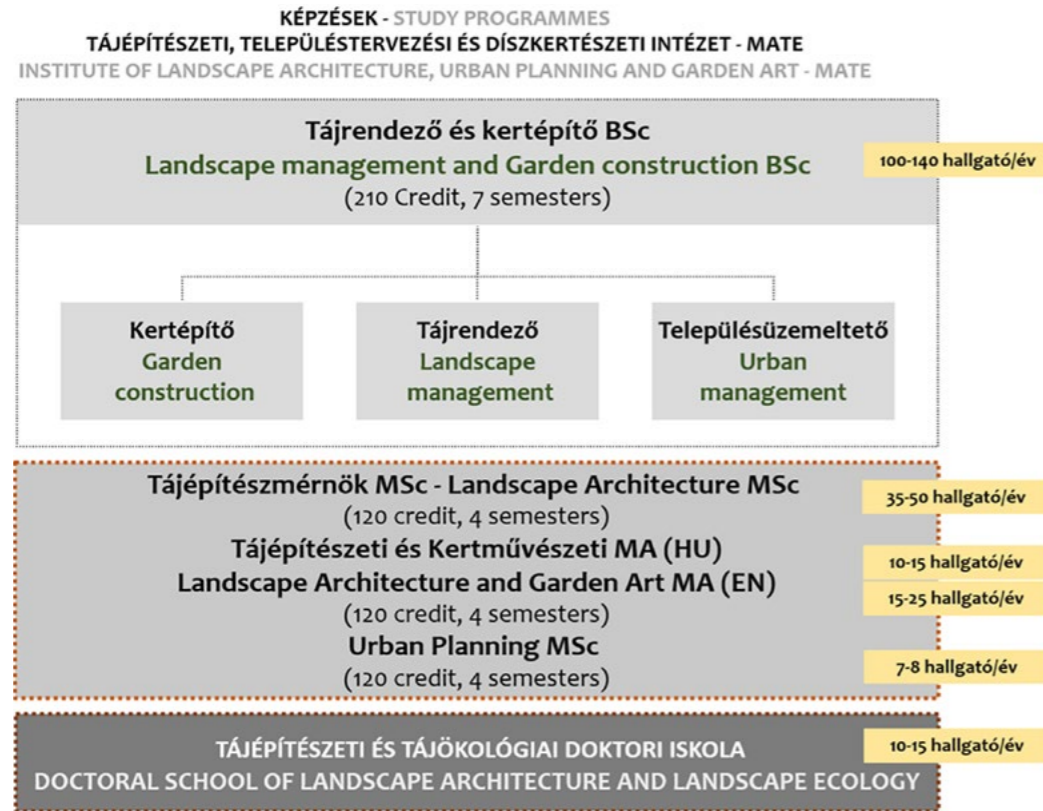 KÉPZÉSEK - STUDY PROGRAMMES
TÁJÉPÍTÉSZETI, TELEPÜLÉSTERVEZÉSI ÉS DÍSZKERTÉSZETI INTÉZET - MATE
INSTITUTE OF LANDSCAPE ARCHITECTURE, URBAN PLANNING AND GARDEN ART - MATE
Tájrendező és kertépítő BSc
Landscape management and Garden construction BSc
(210 Credit, 7 semesters)
100-140 hallgató/év
Kertépítő
Garden
construction
Tájrendező
Landscape
management
Településüzemeltető
Urban
management
Tájépítészmérnök MSc - Landscape Architecture MSc
(120 credit, 4 semesters)
35-50 hallgató/év
Tájépítészeti és Kertművészeti MA (HU)
10-15 hallgató/év
Landscape Architecture and Garden Art MA (EN)
15-25 hallgató/év
(120 credit, 4 semesters)
Urban Planning MSc
(120 credit, 4 semesters)
7-8 hallgató/év
TÁJÉPÍTÉSZETI ÉS TÁJÖKOLÓGIAI DOKTORI ISKOLA
10-15 hallgató/év
DOCTORAL SCHOOL OF LANDSCAPE ARCHITECTURE AND LANDSCAPE ECOLOGY